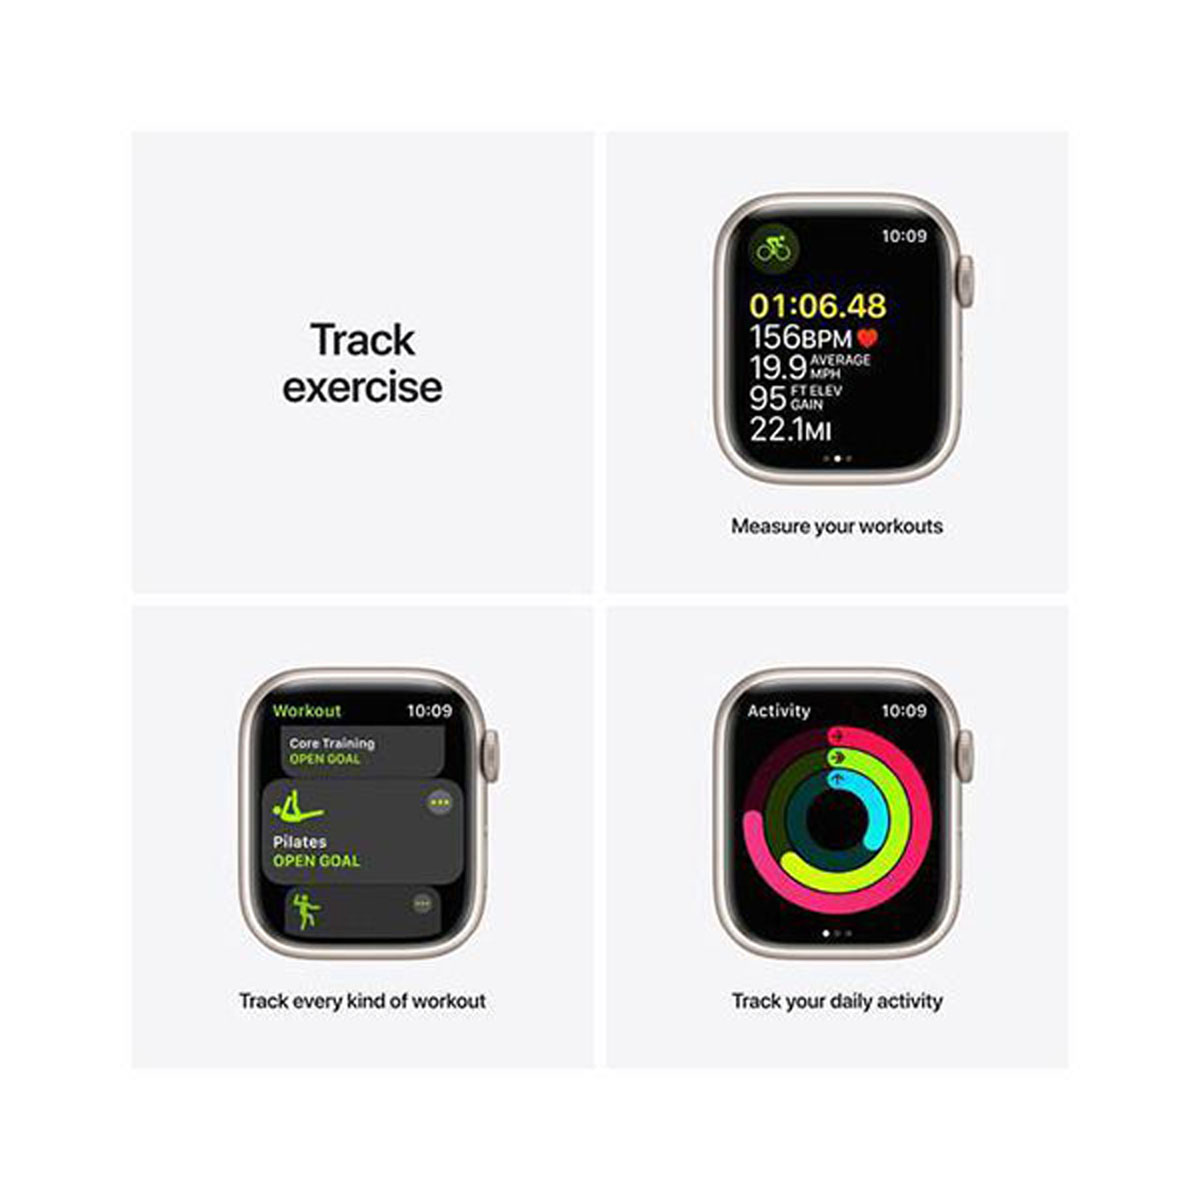 Track
exercise
10:09
01:06.48
156BPM
19.9 AVERAGE
MPH
95 FT ELEV
GAIN
22.1MI
Measure your workouts
Workout 10:09
Core Training
OPEN GOAL
Pilates
OPEN GOAL
Track every kind of workout
Activity 10:09
Track your daily activity